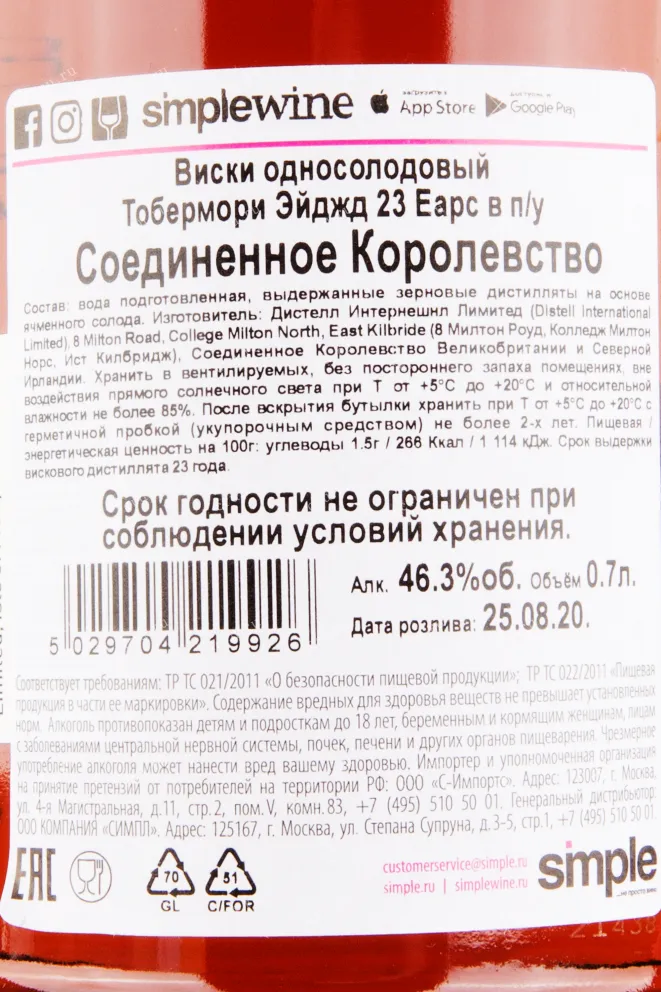 simplewine
App Store
Google Play
Виски односолодовый
Тобермори Эйджд 23 Еарс в п/у
Соединенное Королевство
Состав: вода подготовленная, выдержанные зерновые дистилляты на основе
ячменного солода. Изготовитель: Дистелл Интернешнл Лимитед (Distell International
Limited), 8 Milton Road, College Milton North, East Kilbride (8 Милтон Роуд, Колледж Милтон
Норс, Ист Килбридж), Соединенное Королевство Великобритании и Северной
Ирландии. Хранить в вентилируемых, без постороннего запаха помещениях, вне
воздействия прямого солнечного света при Т от +5°С до +20°С и относительной
влажности не более 85%. После вскрытия бутылки хранить при Т от +5°С до +20°С с
герметичной пробкой (укупорочным средством) не более 2-х лет. Пищевая /
энергетическая ценность на 100г: углеводы 1.5г / 266 Ккал / 1 114 кДж. Срок выдержки
вискового дистиллята 23 года.
Срок годности не ограничен при
соблюдении условий хранения.
Алк. 46.3%об. Объём 0.7л.
Дата розлива: 25.08.20.
5 029704 219926
Соответствует требованиям: ТР ТС 021/2011 «О безопасности пищевой продукции»; ТР ТС 022/2011 «Пищевая
продукция в части ее маркировки». Содержание вредных для здоровья веществ не превышает установленных
норм. Алкоголь противопоказан детям и подросткам до 18 лет, беременным и кормящим женщинам, лицам
с заболеваниями центральной нервной системы, почек, печени и других органов пищеварения. Чрезмерное
употребление алкоголя может нанести вред вашему здоровью. Импортер и уполномоченная организация
на принятие претензий от потребителей на территории РФ: ООО «С-Импортс». Адрес: 123007, г. Москва,
ул. 4-я Магистральная, д.11, стр.2, пом.V, комн.83, +7 (495) 510 50 01. Генеральный дистрибьютор:
ООО КОМПАНИЯ «СИМПЛ». Адрес: 125167, г. Москва, ул. Степана Супруна, д.3-5, стр.1, +7 (495) 510 50 01
EAC
70
GL
51
C/FOR
customerservice@simple.ru
simple.ru | simplewine.ru
simple
...не просто вино